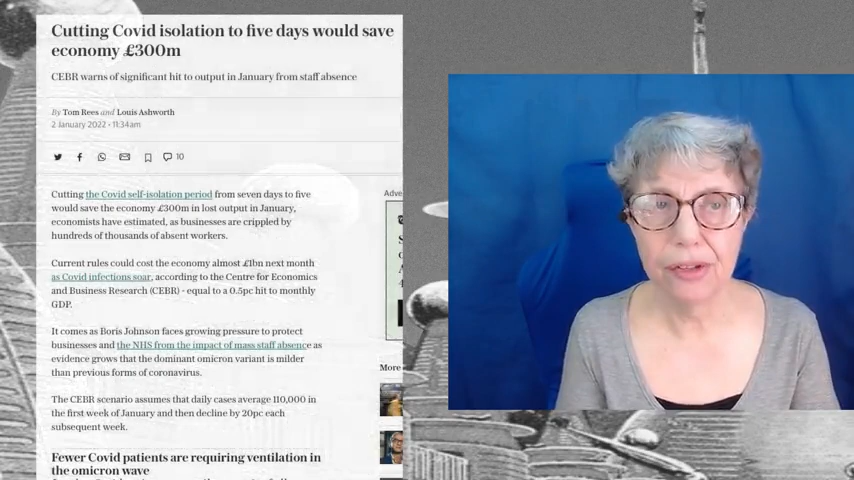 Cutting Covid isolation to five days would save
economy £300m
CEBR warns of significant hit to output in January from staff absence
By Tom Rees and Louis Ashworth
2 January 2022 • 11:34am
10
Cutting the Covid self-isolation period from seven days to five
would save the economy £300m in lost output in January,
economists have estimated, as businesses are crippled by
hundreds of thousands of absent workers.
Current rules could cost the economy almost £1bn next month
as Covid infections soar, according to the Centre for Economics
and Business Research (CEBR) - equal to a 0.5pc hit to monthly
GDP.
It comes as Boris Johnson faces growing pressure to protect
businesses and the NHS from the impact of mass staff absence as
evidence grows that the dominant omicron variant is milder
than previous forms of coronavirus.
The CEBR scenario assumes that daily cases average 110,000 in
the first week of January and then decline by 20pc each
subsequent week.
Fewer Covid patients are requiring ventilation in
the omicron wave
Adve
More